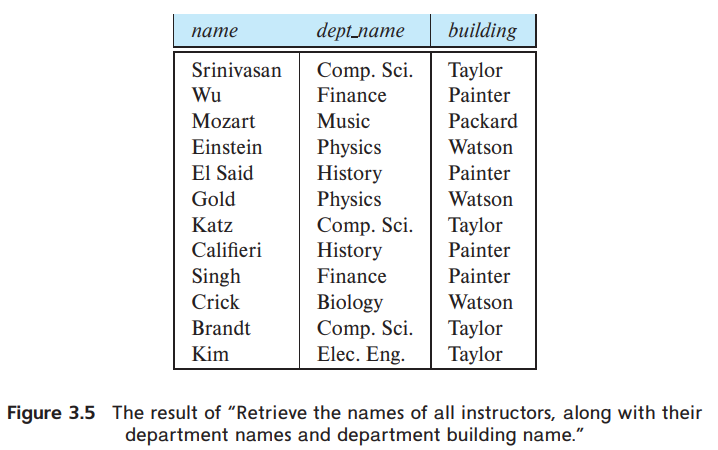 name dept_name building
Srinivasan Comp. Sci. Taylor
Wu Finance Painter
Mozart Music Packard
Einstein Physics Watson
El Said History Painter
Gold Physics Watson
Katz Comp. Sci. Taylor
Califieri History Painter
Singh Finance Painter
Crick Biology Watson
Brandt Comp. Sci. Taylor
Kim Elec. Eng. Taylor
Figure 3.5 The result of “Retrieve the names of all instructors, along with their
department names and department building name.”